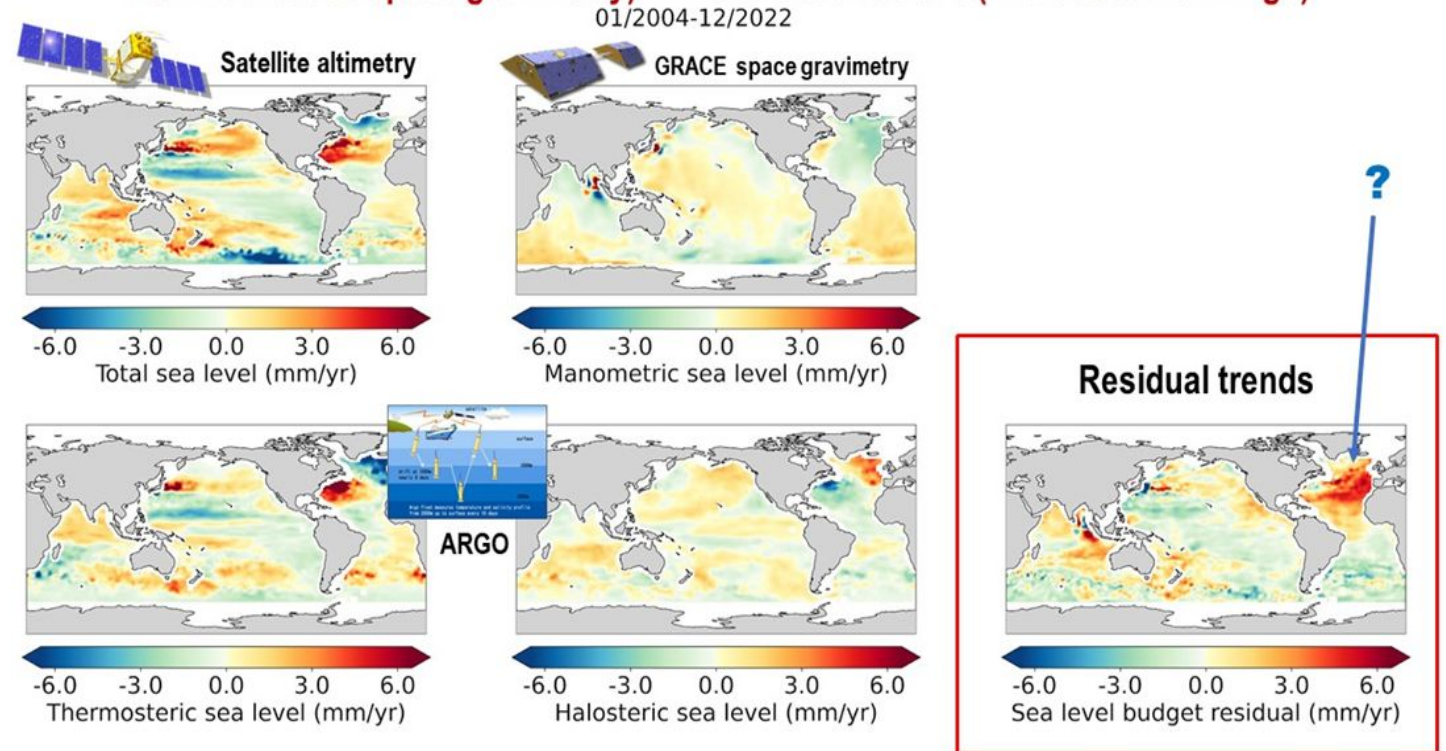 01/2004-12/2022
Satellite altimetry
GRACE space gravimetry
-6.0 -3.0 0.0 3.0 6.0
Total sea level (mm/yr)
-6.0 -3.0 0.0 3.0 6.0
Manometric sea level (mm/yr)
?
Residual trends
satellite
surface
ARGO
-6.0 -3.0 0.0 3.0 6.0
Thermosteric sea level (mm/yr)
-6.0 -3.0 0.0 3.0 6.0
Halosteric sea level (mm/yr)
-6.0 -3.0 0.0 3.0 6.0
Sea level budget residual (mm/yr)